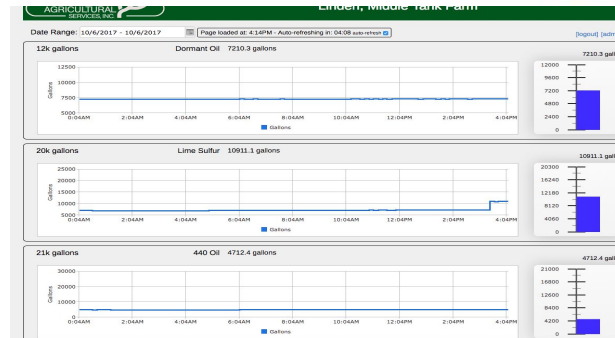 AGRICULTURAL
SERVICES, INC
Linden, Middle Tank Farm
Date Range: 10/6/2017 - 10/6/2017
Page loaded at: 4:14PM - Auto-refreshing in: 04:08 auto-refresh
[logout] [adm
12k gallons
Dormant Oil 7210.3 gallons
7210.3 gall
12500
10000
7500
5000
Gallons
0:04AM 2:04AM 4:04AM 6:04AM 8:04AM 10:04AM 12:04PM 2:04PM 4:04PM
Gallons
12000
9600
7200
4800
2400
0
20k gallons
Lime Sulfur 10911.1 gallons
10911.1 gall
25000
20000
15000
10000
5000
Gallons
0:04AM 2:04AM 4:04AM 6:04AM 8:04AM 10:04AM 12:04PM 2:04PM 4:04PM
Gallons
20300
16240
12180
8120
4060
0
21k gallons
440 Oil 4712.4 gallons
4712.4 gall
30000
20000
10000
0
Gallons
0:04AM 2:04AM 4:04AM 6:04AM 8:04AM 10:04AM 12:04PM 2:04PM 4:04PM
Gallons
21000
16800
12600
8400
4200
0